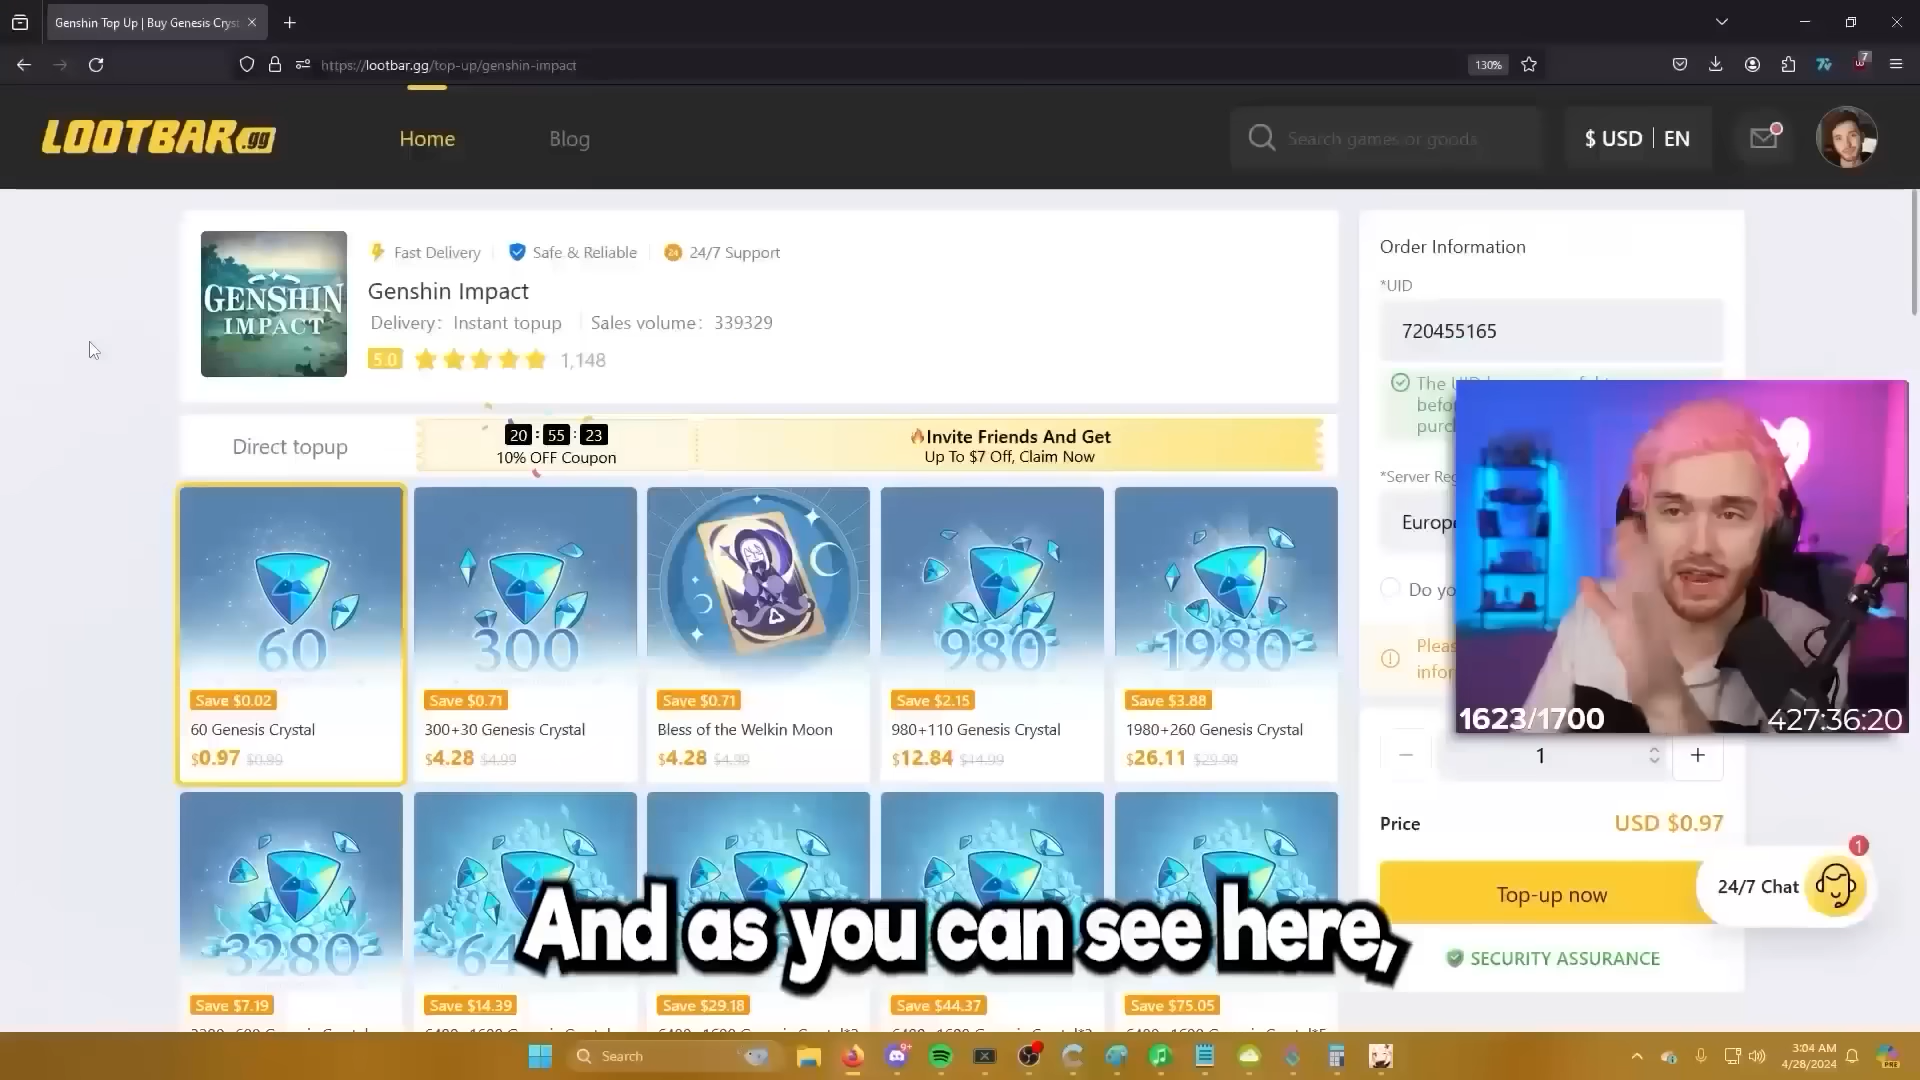 Genshin Top Up | Buy Genesis Cryst
https://lootbar.gg/top-up/genshin-impact
130%
7
LOOTBAR.gg
Home
Blog
Search games or goods
$ USD | EN
GENSHIN
IMPACT
Fast Delivery
Safe & Reliable
24
24/7 Support
Genshin Impact
Delivery: Instant topup
Sales volume: 339329
5.0
1,148
Order Information
*UID
720455165
The
befo
purc
*Server Reg
Europ
Do yo
Pleas
infor
Direct topup
20 : 55 : 23
10% OFF Coupon
Invite Friends And Get
Up To $7 Off, Claim Now
60
Save $0.02
60 Genesis Crystal
$0.97 $0.99
300
Save $0.71
300+30 Genesis Crystal
$4.28 $4.99
Save $0.71
Bless of the Welkin Moon
$4.28 $4.99
980
Save $2.15
980+110 Genesis Crystal
$12.84 $14.99
1980
Save $3.88
1980+260 Genesis Crystal
$26.11 $29.99
1623/1700
427:36:20
1
Price
USD $0.97
Top-up now
24/7 Chat
1
SECURITY ASSURANCE
3280
64
And as you can see here,
Save $7.19
Save $14.39
Save $29.18
Save $44.37
Save $75.05
Search
9+
3:04 AM
4/28/2024
PRE